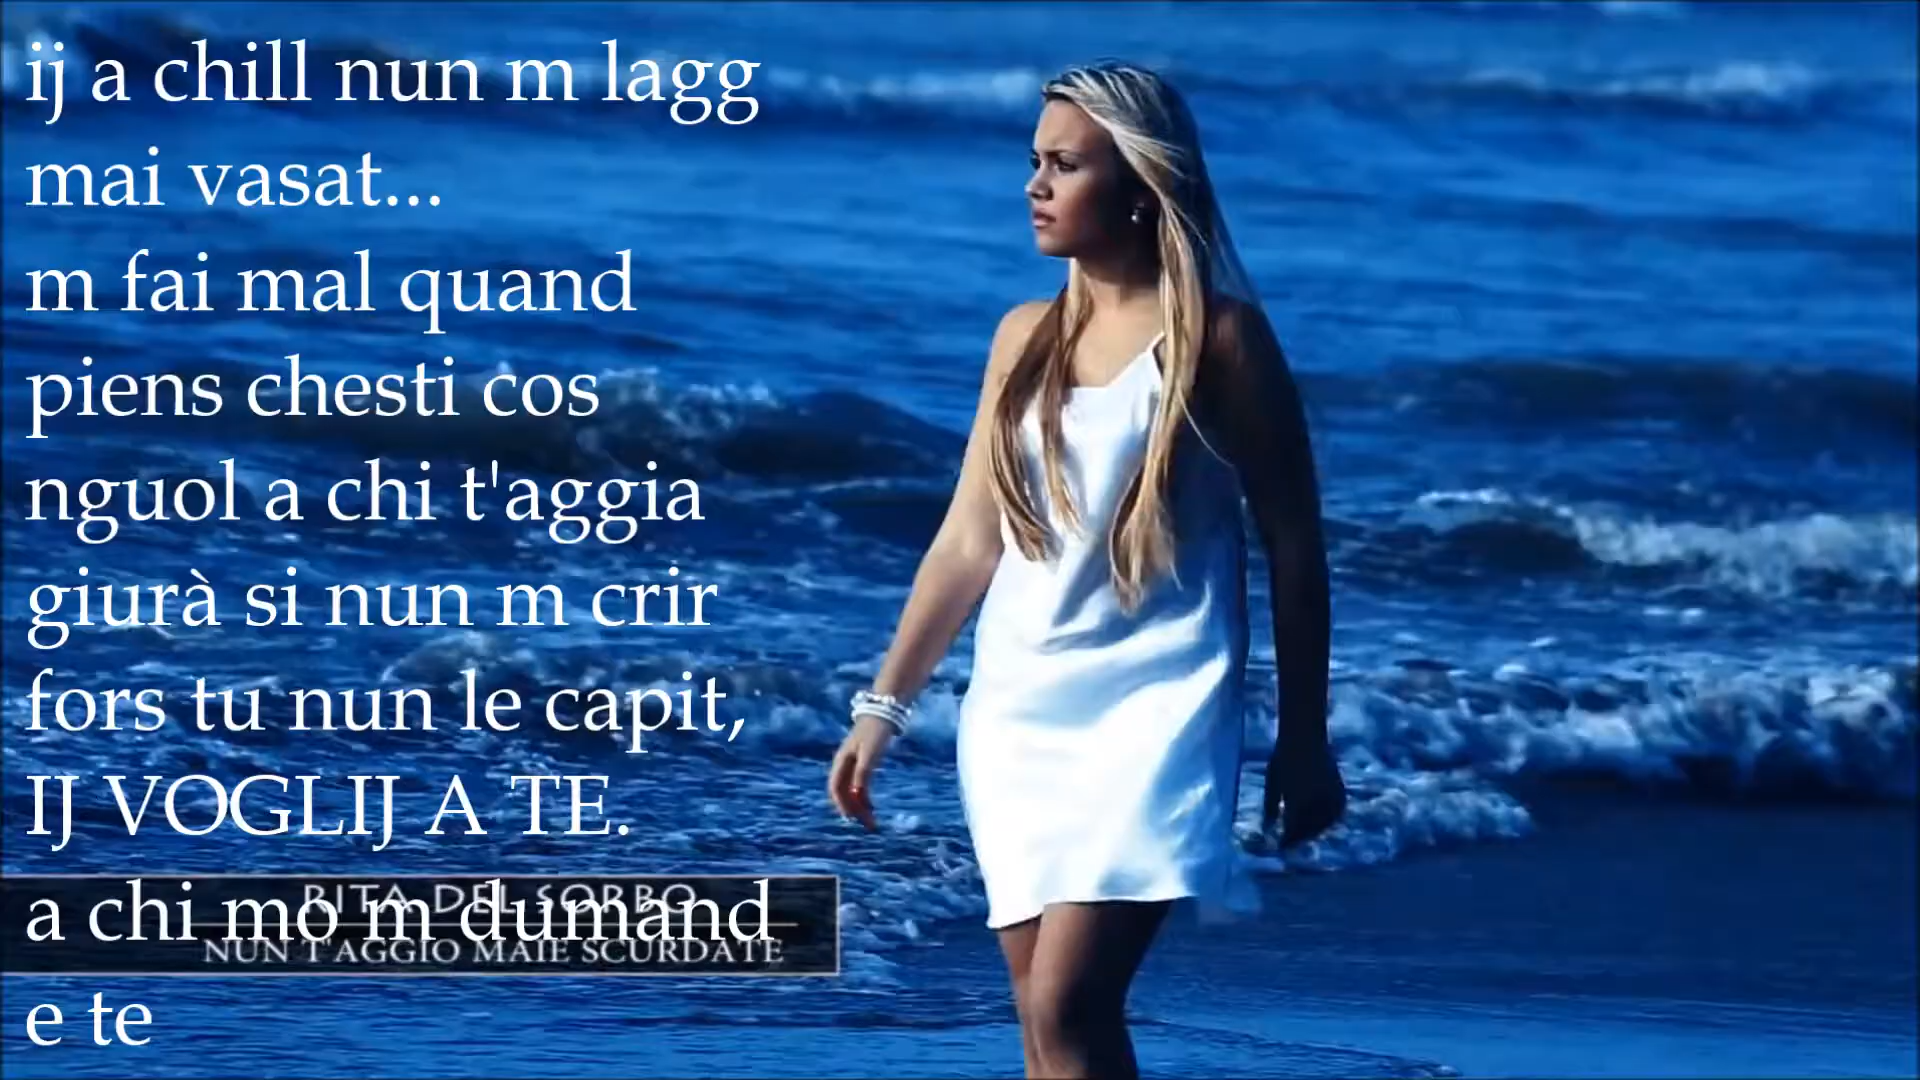 ij a chill nun m lagg
mai vasat...
m fai mal quand
piens chesti cos
nguol a chi t'aggia
giurà si nun m crir
fors tu nun le capit,
IJ VOGLIJ A TE.
a chi mo m dumand
RITA DEL SORBO
NUN T'AGGIO MAIE SCURDATE
e te